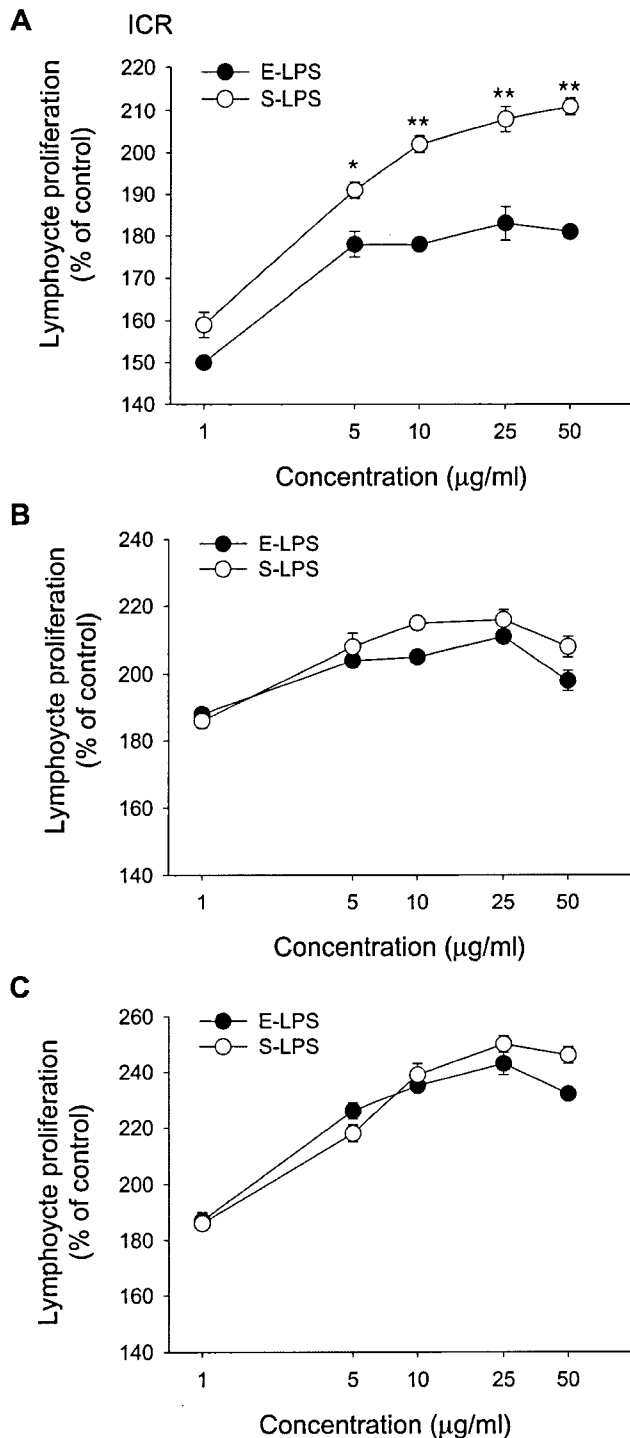 A ICR
E-LPS
S-LPS
Lymphoycte proliferation
(% of control)
220
210
200
190
180
170
160
150
140
*
**
**
**
1 5 10 25 50
Concentration (μg/ml)
B
E-LPS
S-LPS
Lymphoycte proliferation
(% of control)
240
220
200
180
160
140
1 5 10 25 50
Concentration (μg/ml)
C
E-LPS
S-LPS
Lymphoycte proliferation
(% of control)
260
240
220
200
180
160
140
1 5 10 25 50
Concentration (μg/ml)